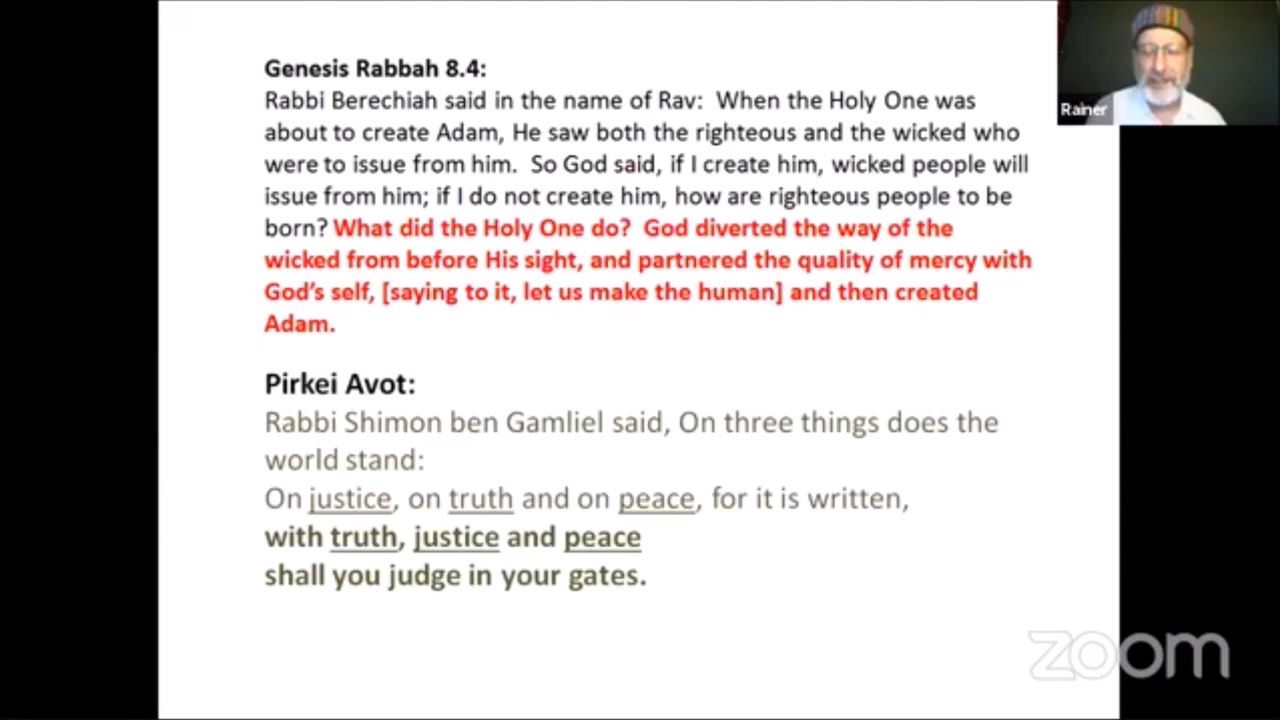 Genesis Rabbah 8.4:
Rabbi Berechiah said in the name of Rav:  When the Holy One was
about to create Adam, He saw both the righteous and the wicked who
were to issue from him.  So God said, if I create him, wicked people will
issue from him; if I do not create him, how are righteous people to be
born? What did the Holy One do?  God diverted the way of the
wicked from before His sight, and partnered the quality of mercy with
God's self, [saying to it, let us make the human] and then created
Adam.
Pirkei Avot:
Rabbi Shimon ben Gamliel said, On three things does the
world stand:
On justice, on truth and on peace, for it is written,
with truth, justice and peace
shall you judge in your gates.
Rainer
zoom